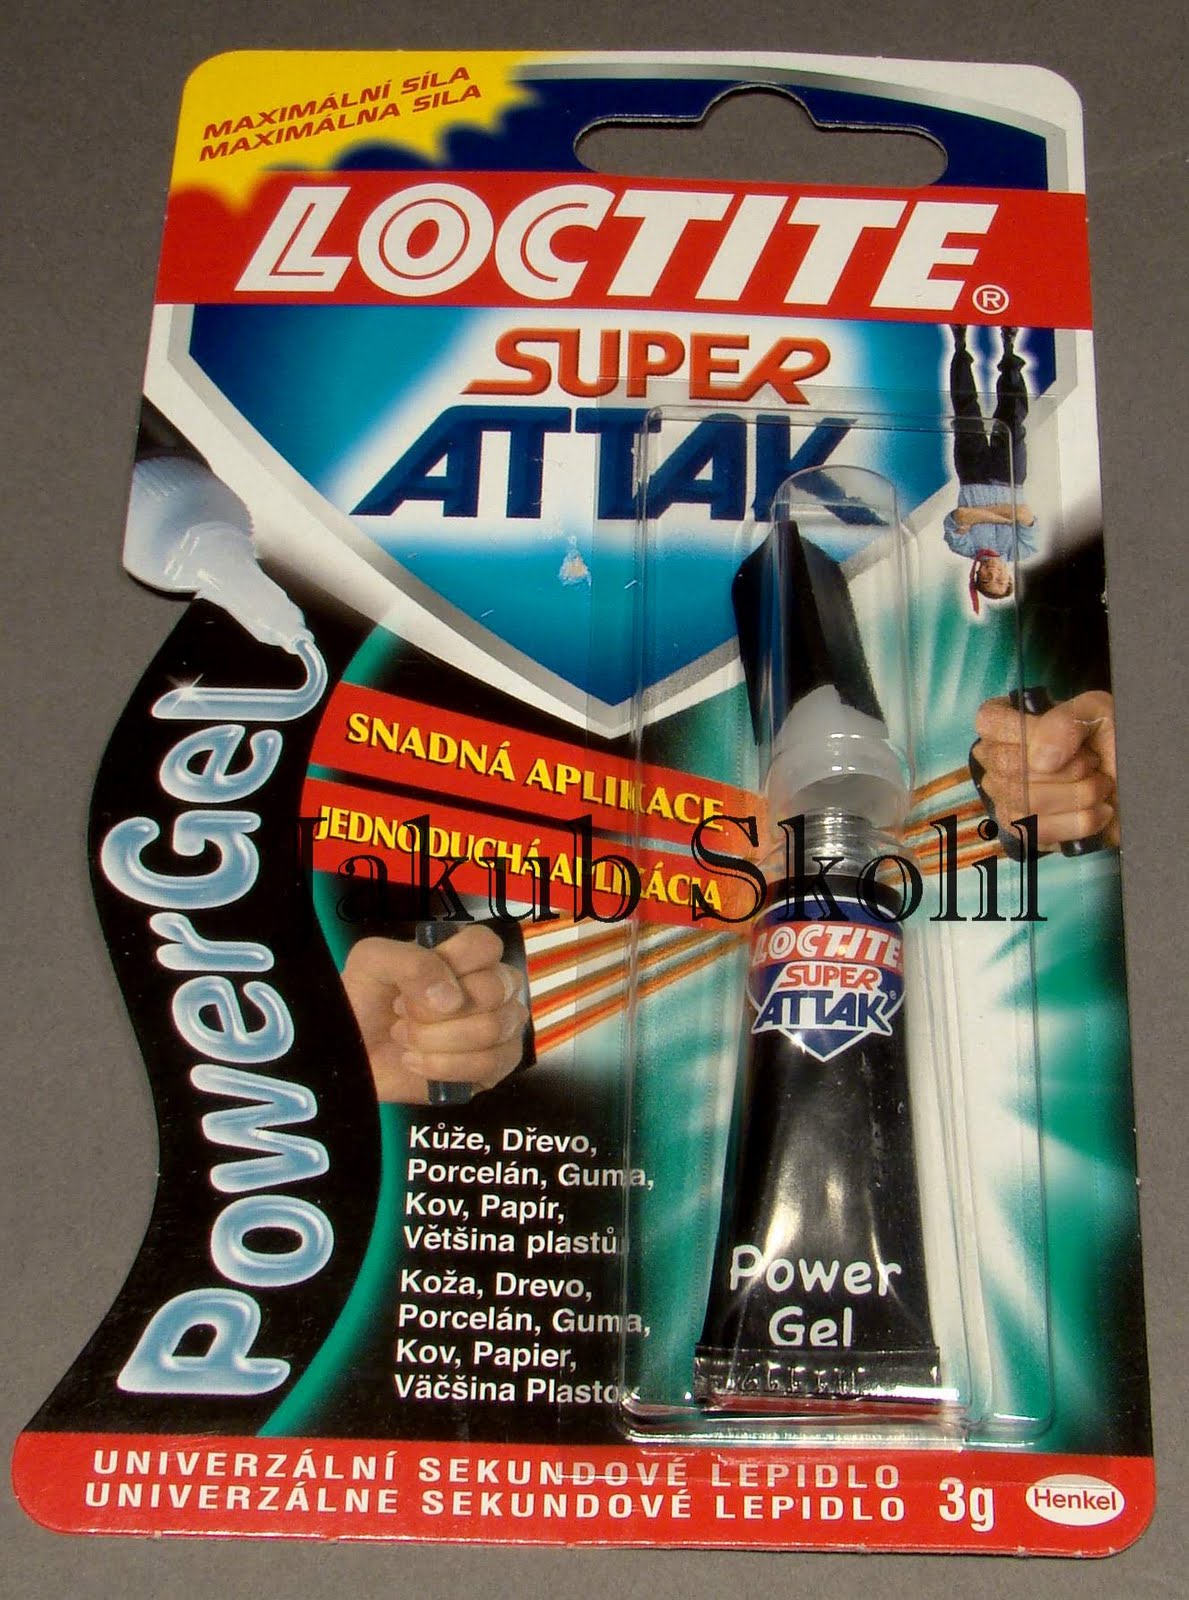 MAXIMÁLNÍ SÍLA
MAXIMÁLNA SILA
LOCTITE®
SUPER
ATTAK
PowerGel
SNADNÁ APLIKACE
JEDNODUCHÁ APLIKÁCIA
Jakub Skolil
LOCTITE
SUPER
ATTAK
Power
Gel
Kůže, Dřevo,
Porcelán, Guma,
Kov, Papír,
Většina plastů
Koža, Drevo,
Porcelán, Guma,
Kov, Papier,
Väčšina Plastov
UNIVERZÁLNÍ SEKUNDOVÉ LEPIDLO
UNIVERZÁLNE SEKUNDOVÉ LEPIDLO
3g
Henkel